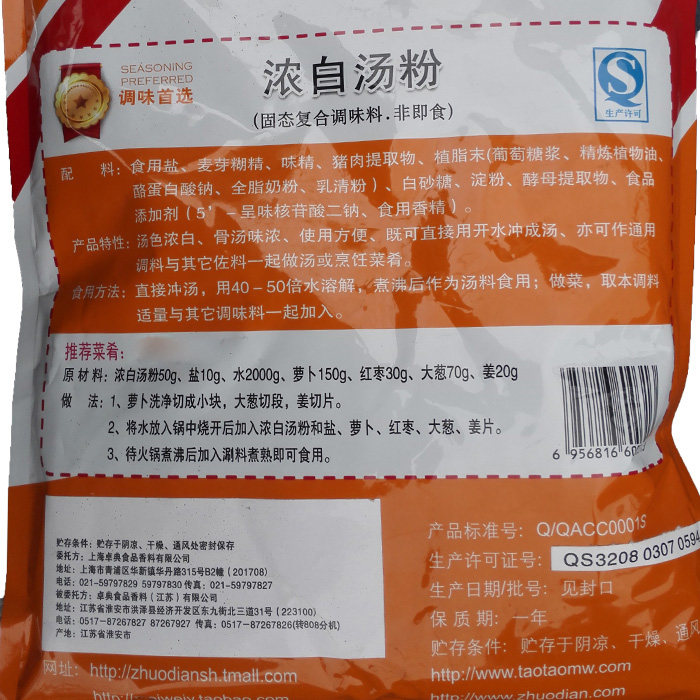 SEASONING
PREFERRED
调味首选
浓白汤粉
(固态复合调味料.非即食)
生产许可
配 料：食用盐、麦芽糊精、味精、猪肉提取物、植脂末(葡萄糖浆、精炼植物油、
酪蛋白酸钠、全脂奶粉、乳清粉)、白砂糖、淀粉、酵母提取物、食品
添加剂(5'-呈味核苷酸二钠、食用香精)。
产品特性：汤色浓白、骨汤味浓、使用方便、既可直接用开水冲成汤、亦可作通用
调料与其它佐料一起做汤或烹饪菜肴。
食用方法：直接冲汤，用40-50倍水溶解，煮沸后作为汤料食用；做菜，取本调料
适量与其它调味料一起加入。
推荐菜肴：
原材料：浓白汤粉50g、盐10g、水2000g、萝卜150g、红枣30g、大葱70g、姜20g
做 法：1、萝卜洗净切成小块，大葱切段，姜切片。
2、将水放入锅中烧开后加入浓白汤粉和盐、萝卜、红枣、大葱、姜片。
3、待火锅煮沸后加入涮料煮熟即可食用。
6 956816 60
贮存条件：贮存于阴凉、干燥、通风处密封保存
委托方：上海卓典食品香料有限公司
地址：上海市青浦区华新镇华丹路315号B2幢(201708)
电话：021-59797829 59797830 传真：021-59797827
被委托方：卓典食品香料（江苏）有限公司
地址：江苏省淮安市洪泽县经济开发区东九街北三道31号(223100)
电话：0517-87267827 87267927 传真：0517-87267826(转808分机)
产地：江苏省淮安市
产品标准号：Q/QACC0001S
生产许可证号：QS3208 0307 0594
生产日期/批号：见封口
保质期：一年
贮存条件：贮存于阴凉、干燥、通风
网址：http://zhuodiansh.tmall.com
http://www.taotaomw.com
http://www.zhuodian.com